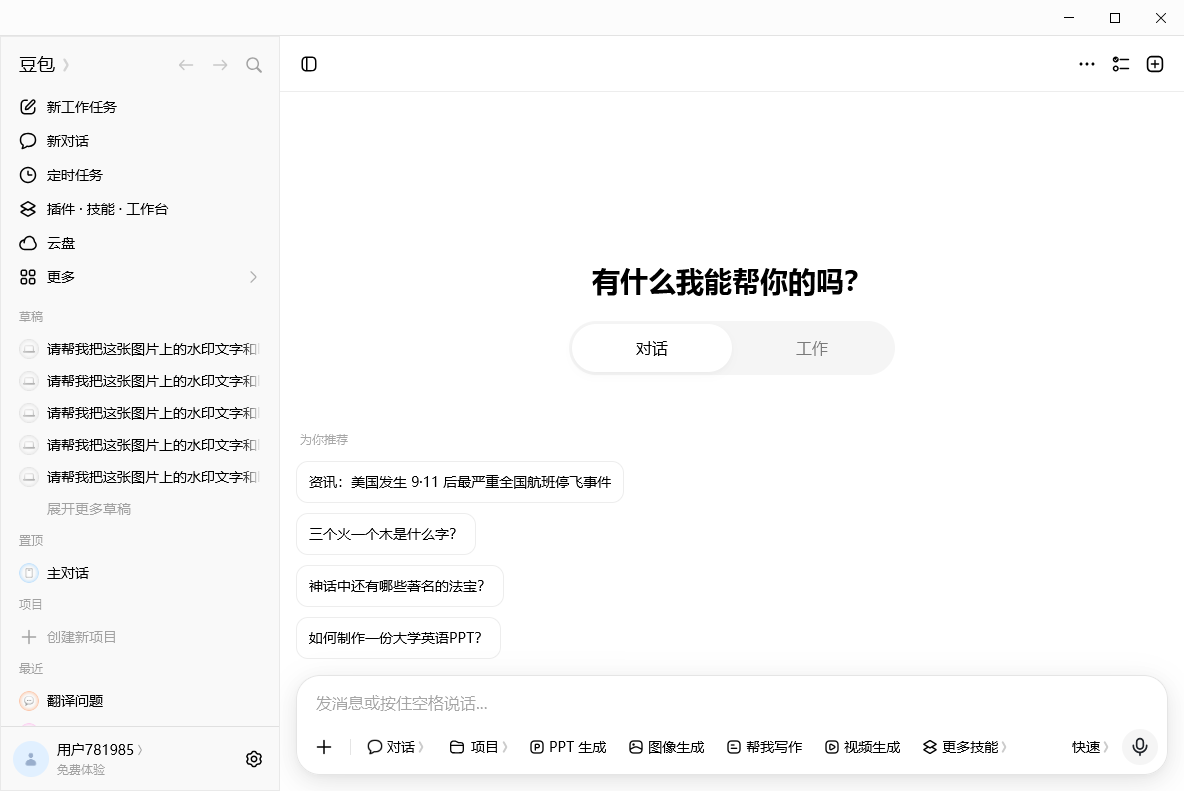 豆包
新工作任务
新对话
定时任务
插件 · 技能 · 工作台
云盘
更多
草稿
请帮我把这张图片上的水印文字和
请帮我把这张图片上的水印文字和
请帮我把这张图片上的水印文字和
请帮我把这张图片上的水印文字和
请帮我把这张图片上的水印文字和
展开更多草稿
置顶
主对话
项目
创建新项目
最近
翻译问题
用户781985
免费体验
有什么我能帮你的吗？
对话 工作
为你推荐
资讯：美国发生 9·11 后最严重全国航班停飞事件
三个火一个木是什么字？
神话中还有哪些著名的法宝？
如何制作一份大学英语PPT？
发消息或按住空格说话...
对话 项目 PPT 生成 图像生成 帮我写作 视频生成 更多技能 快速